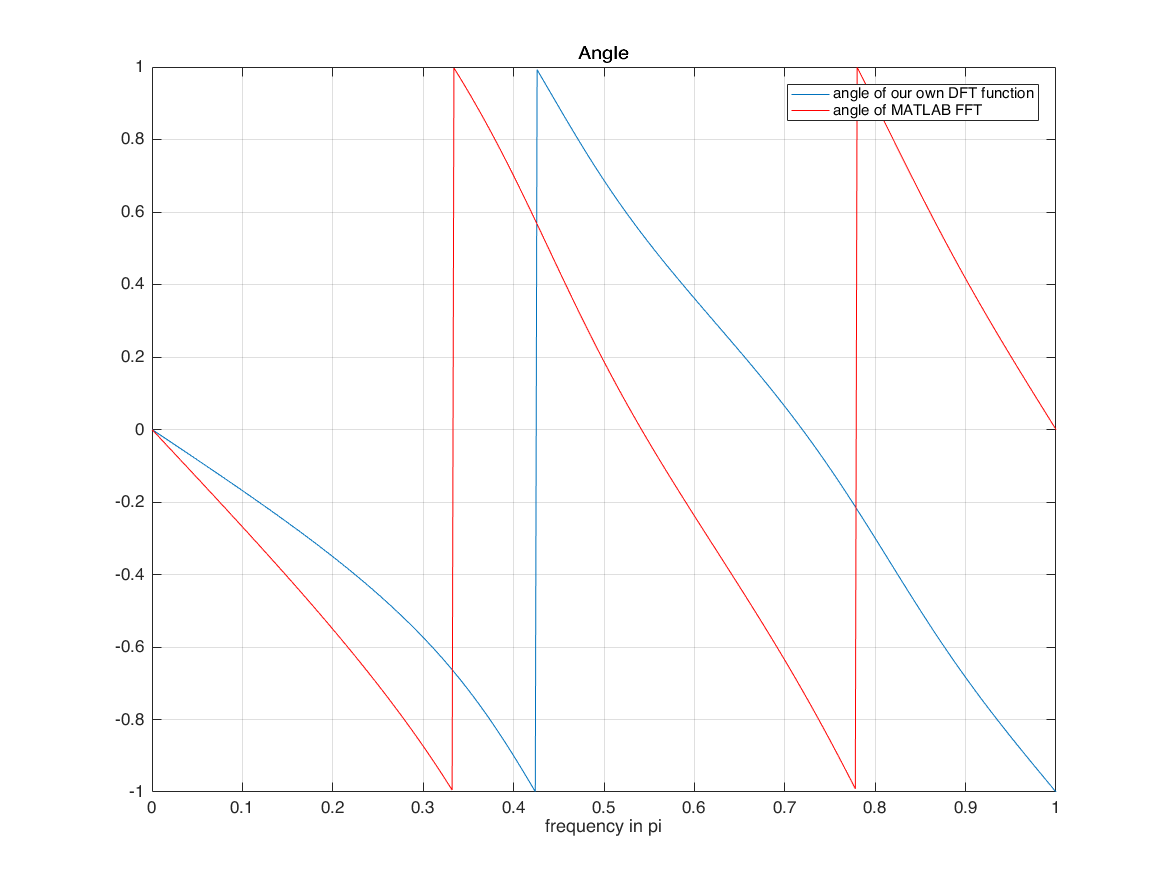 Angle
angle of our own DFT function
angle of MATLAB FFT
1
0.8
0.6
0.4
0.2
0
-0.2
-0.4
-0.6
-0.8
-1
0 0.1 0.2 0.3 0.4 0.5 0.6 0.7 0.8 0.9 1
frequency in pi